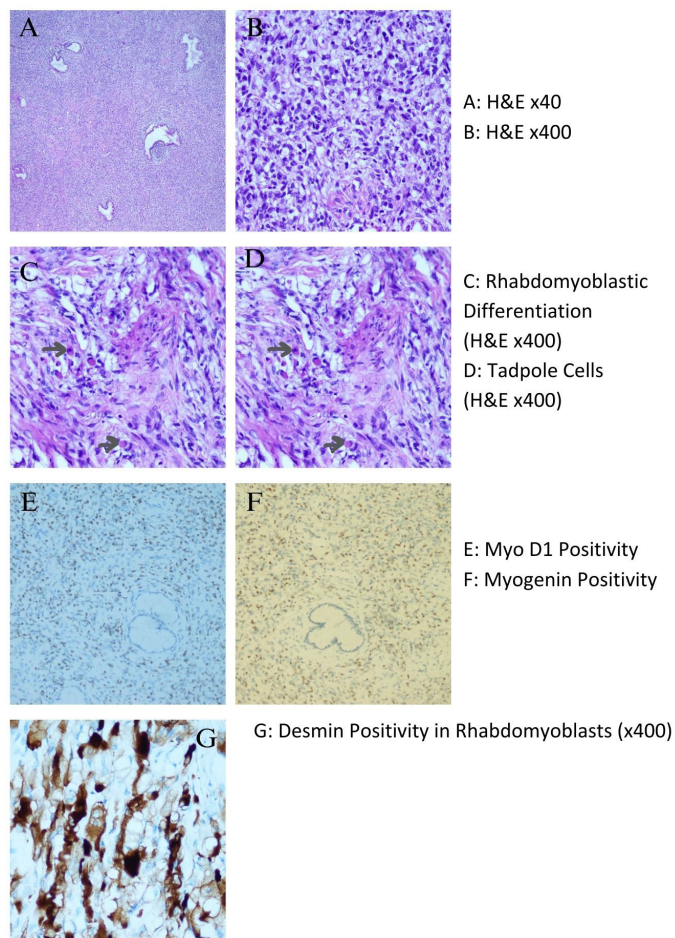 A
B
A: H&E x40
B: H&E x400
C
D
C: Rhabdomyoblastic
Differentiation
(H&E x400)
D: Tadpole Cells
(H&E x400)
E
F
E: Myo D1 Positivity
F: Myogenin Positivity
G
G: Desmin Positivity in Rhabdomyoblasts (x400)